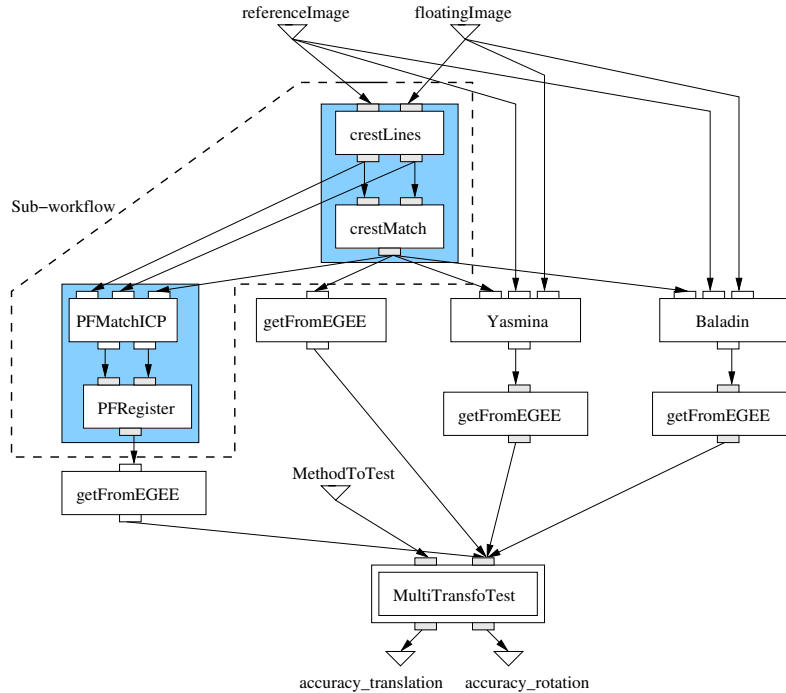 referenceImage
floatingImage
crestLines
Sub-workflow
crestMatch
PFMatchICP
getFromEGEE
Yasmina
Baladin
PFRegister
getFromEGEE
getFromEGEE
MethodToTest
getFromEGEE
MultiTransfoTest
accuracy_translation
accuracy_rotation